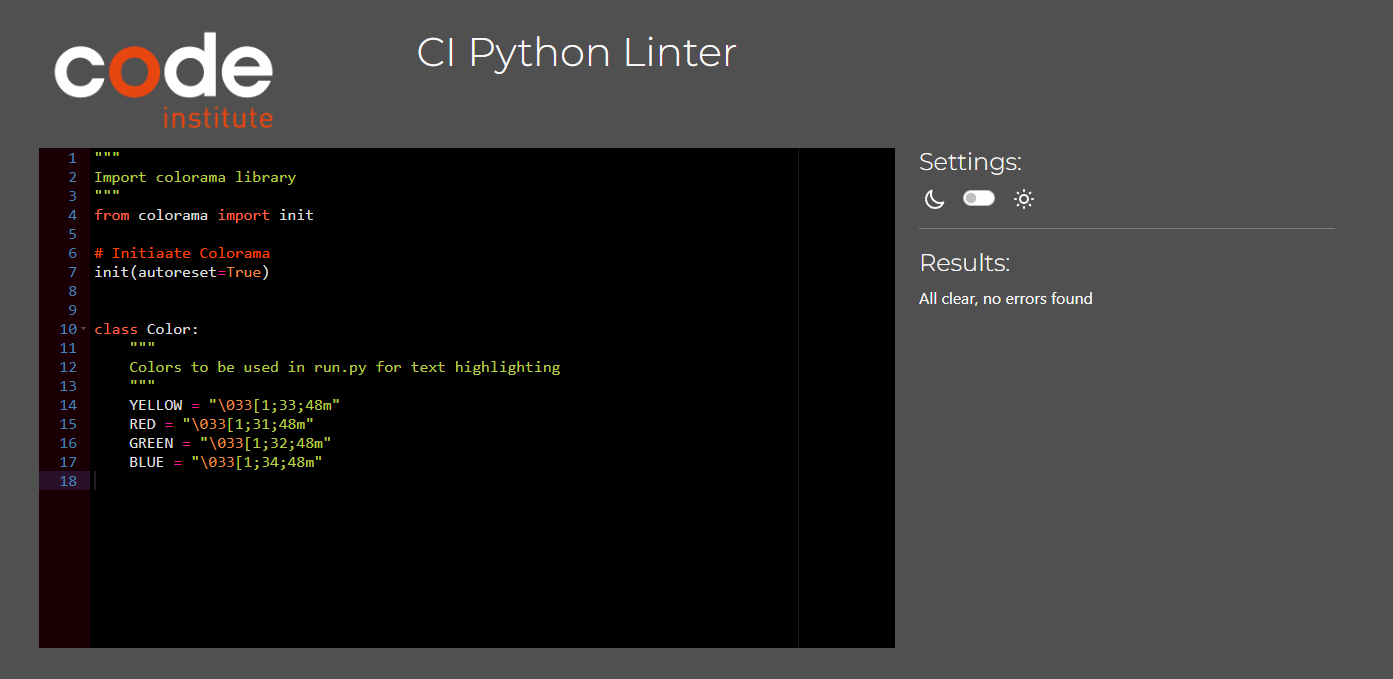 code
institute
CI Python Linter
1 """
2 Import colorama library
3 """
4 from colorama import init
5
6 # Initiaate Colorama
7 init(autoreset=True)
8
9
10 class Color:
11     """
12     Colors to be used in run.py for text highlighting
13     """
14     YELLOW = "\033[1;33;48m"
15     RED = "\033[1;31;48m"
16     GREEN = "\033[1;32;48m"
17     BLUE = "\033[1;34;48m"
18
Settings:
Results:
All clear, no errors found